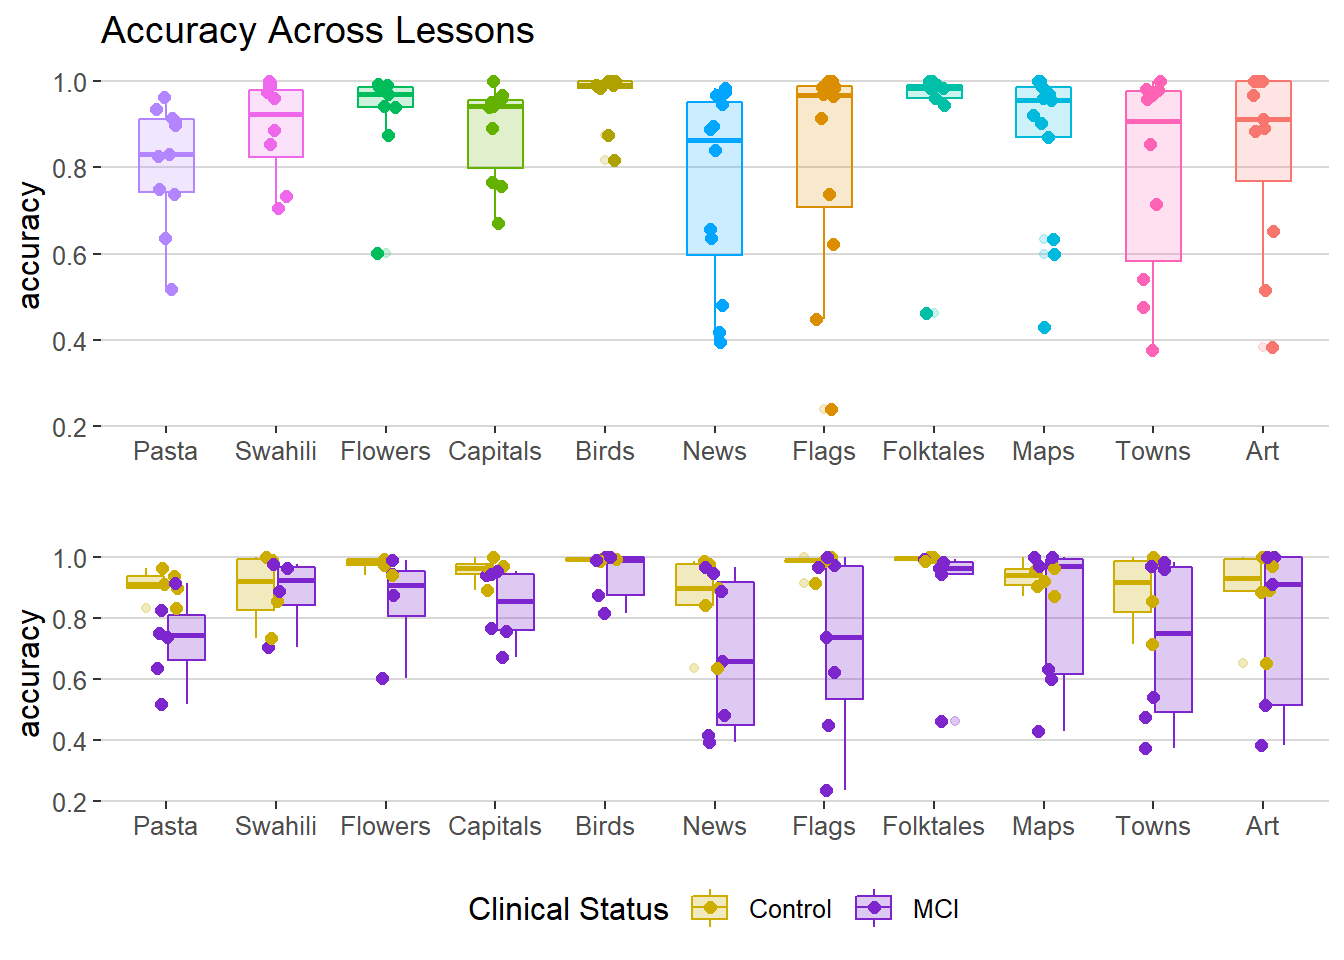 Accuracy Across Lessons
accuracy
1.0
0.8
0.6
0.4
0.2
Pasta Swahili Flowers Capitals Birds News Flags Folktales Maps Towns Art
accuracy
1.0
0.8
0.6
0.4
0.2
Pasta Swahili Flowers Capitals Birds News Flags Folktales Maps Towns Art
Clinical Status Control MCI